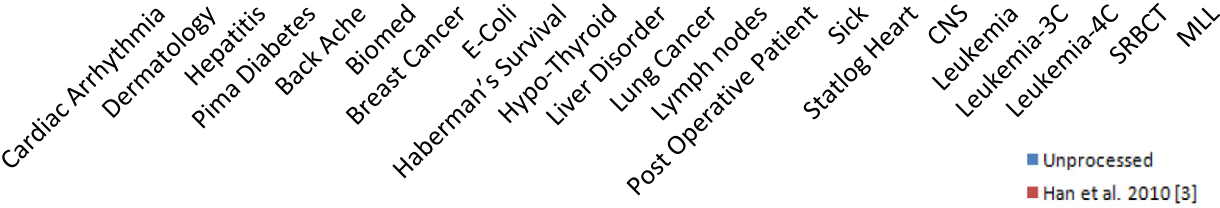 Cardiac Arrhythmia
Dermatology
Hepatitis
Pima Diabetes
Back Ache
Biomed
Breast Cancer
E-Coli
Haberman’s Survival
Hypo-Thyroid
Liver Disorder
Lung Cancer
Lymph nodes
Post Operative Patient
Sick
Statlog Heart
CNS
Leukemia
Leukemia-3C
Leukemia-4C
SRBCT
MLL
Unprocessed
Han et al. 2010 [3]